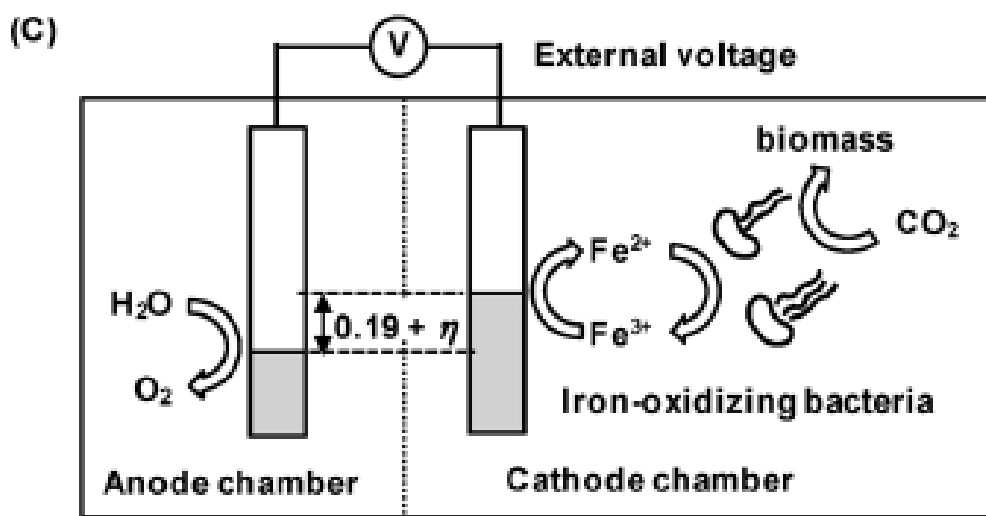 (C)
V
External voltage
biomass
CO₂
Fe²⁺
H₂O
0.19 + η
Fe³⁺
O₂
Iron-oxidizing bacteria
Anode chamber
Cathode chamber